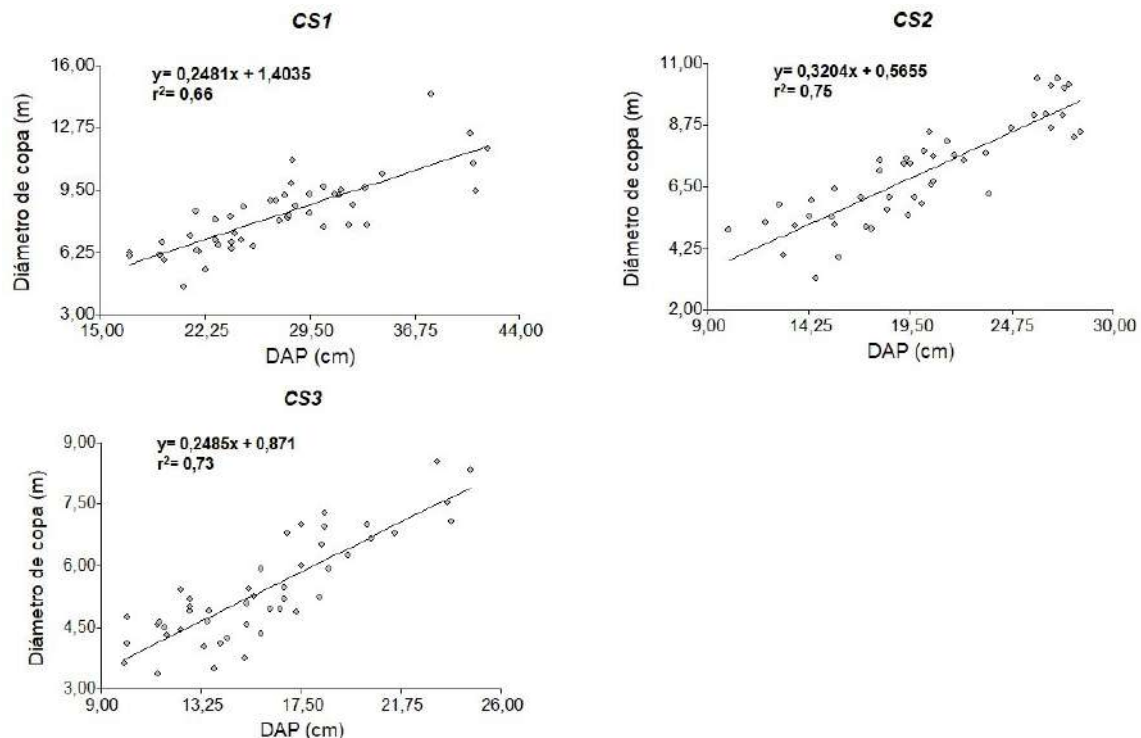 CS1
y= 0,2481x + 1,4035
r²= 0,66
Diámetro de copa (m)
16,00
12,75
9,50
6,25
3,00
15,00 22,25 29,50 36,75 44,00
DAP (cm)
CS2
y= 0,3204x + 0,5655
r²= 0,75
Diámetro de copa (m)
11,00
8,75
6,50
4,25
2,00
9,00 14,25 19,50 24,75 30,00
DAP (cm)
CS3
y= 0,2485x + 0,871
r²= 0,73
Diámetro de copa (m)
9,00
7,50
6,00
4,50
3,00
9,00 13,25 17,50 21,75 26,00
DAP (cm)